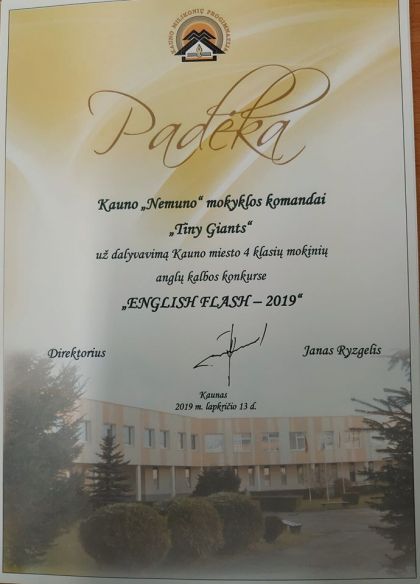 KAUNO MILIKONIŲ PROGIMNAZIJA
Padėka
Kauno „Nemuno“ mokyklos komandai
„Tiny Giants“
už dalyvavimą Kauno miesto 4 klasių mokinių
anglų kalbos konkurse
„ENGLISH FLASH – 2019“
Direktorius
Janas Ryzgelis
Kaunas
2019 m. lapkričio 13 d.